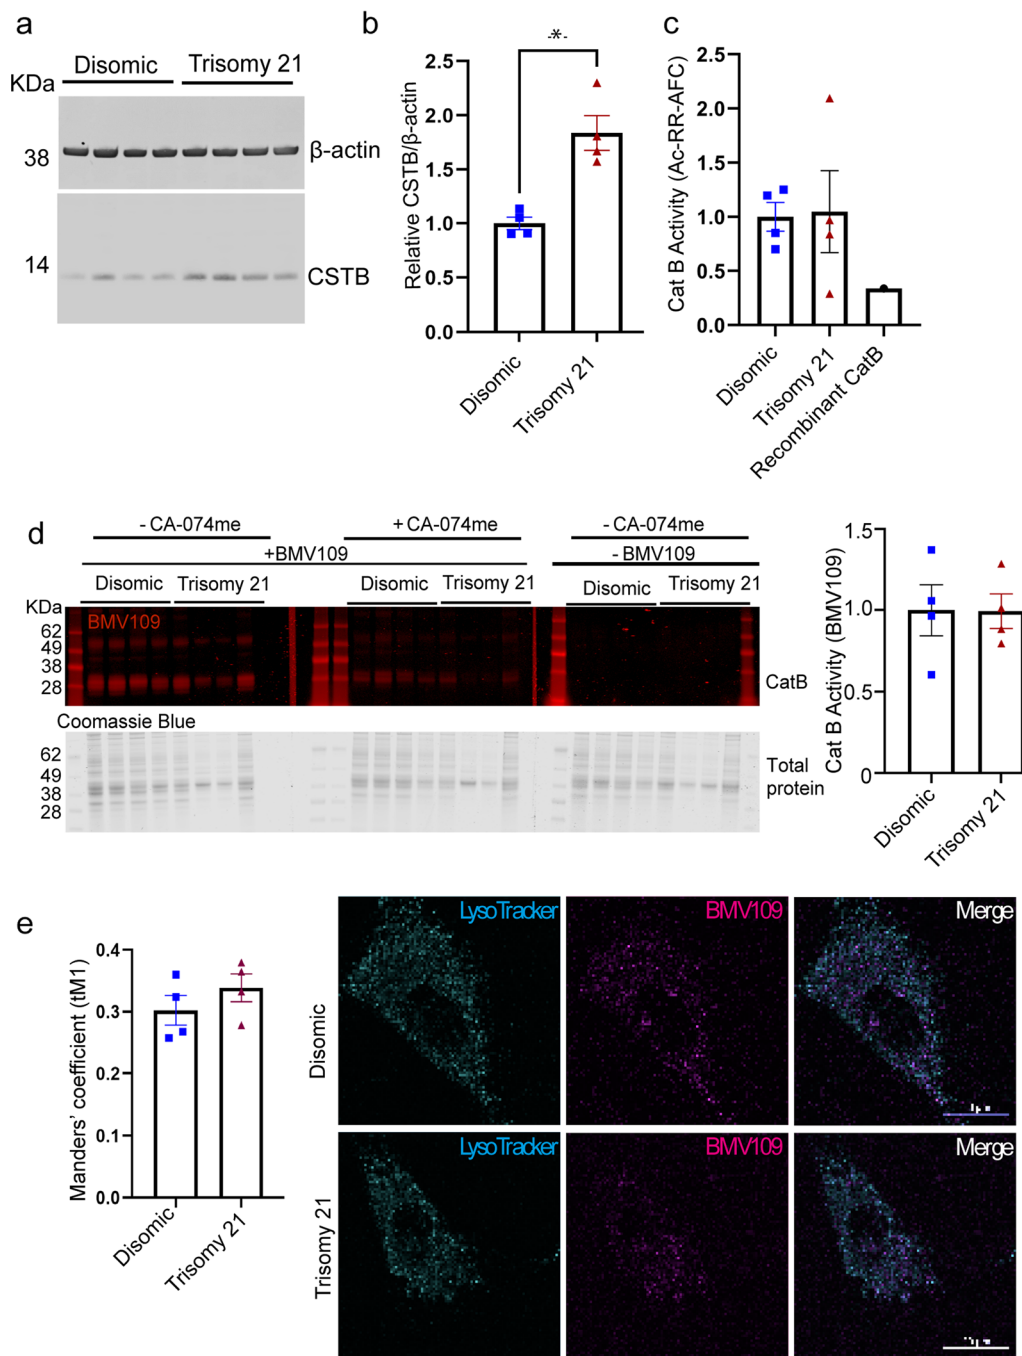 a
KDa
Disomic
Trisomy 21
38
β-actin
14
CSTB
b
*
Relative CSTB/β-actin
2.5
2.0
1.5
1.0
0.5
0.0
Disomic
Trisomy 21
c
Cat B Activity (Ac-RR-AFC)
2.5
2.0
1.5
1.0
0.5
0.0
Disomic
Trisomy 21
Recombinant CatB
d
- CA-074me
+ CA-074me
- CA-074me
+BMV109
- BMV109
Disomic
Trisomy 21
Disomic
Trisomy 21
Disomic
Trisomy 21
KDa
BMV109
62
49
38
28
CatB
Coomassie Blue
62
49
38
28
Total
protein
Cat B Activity (BMV109)
1.5
1.0
0.5
0
Disomic
Trisomy 21
e
Manders' coefficient (tM1)
0.4
0.3
0.2
0.1
0.0
Disomic
Trisomy 21
Disomic
LysoTracker
BMV109
Merge
Trisomy 21
LysoTracker
BMV109
Merge